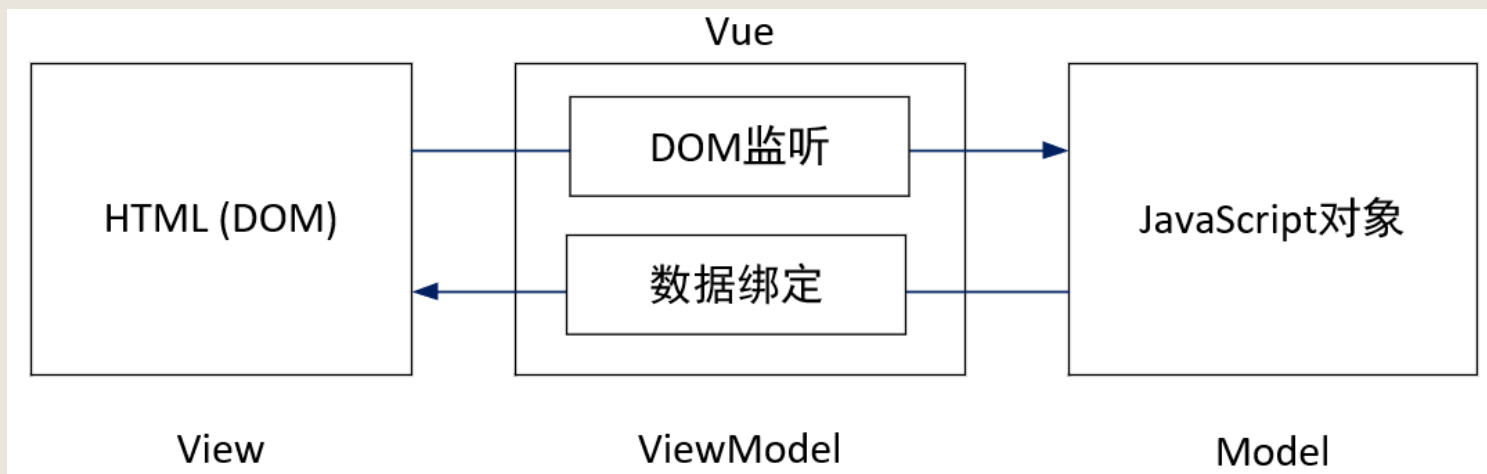 Vue
DOM监听
HTML (DOM)
JavaScript对象
数据绑定
View
ViewModel
Model